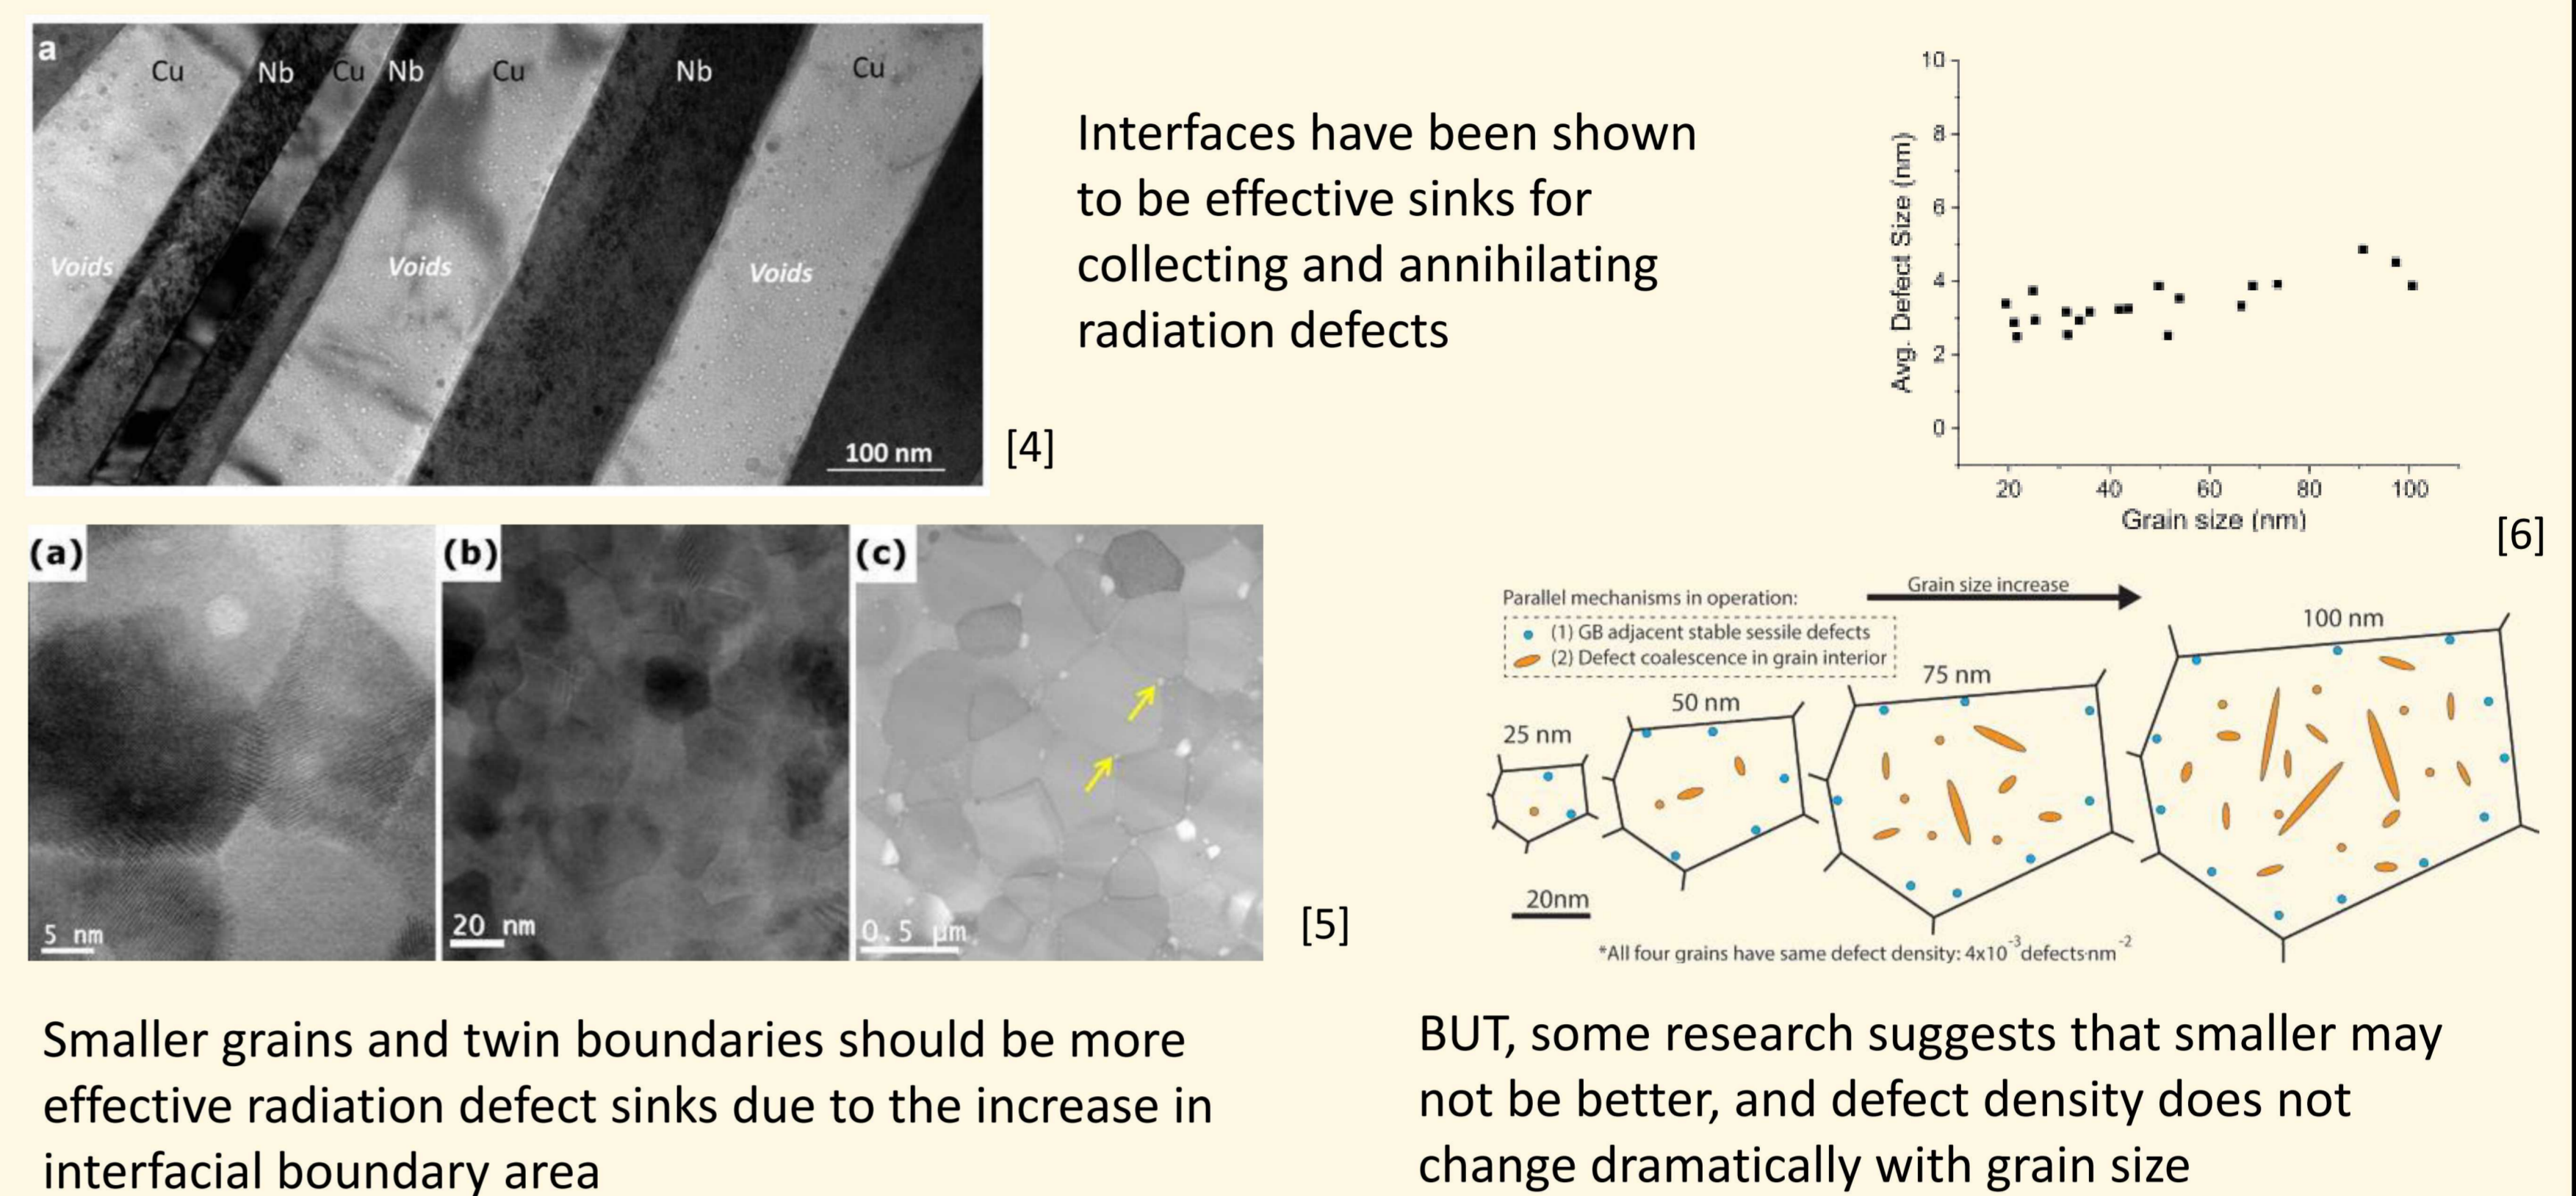 a
Cu
Nb
Cu
Nb
Cu
Nb
Cu
Voids
Voids
Voids
100 nm
[4]
Interfaces have been shown
to be effective sinks for
collecting and annihilating
radiation defects
10
8
6
4
2
0
Avg. Defect Size (nm)
20
40
60
80
100
Grain size (nm)
[6]
(a)
5 nm
(b)
20 nm
(c)
0.5 μm
[5]
Parallel mechanisms in operation:
(1) GB adjacent stable sessile defects
(2) Defect coalescence in grain interior
Grain size increase
25 nm
50 nm
75 nm
100 nm
20nm
*All four grains have same defect density: 4x10⁻³defects·nm⁻²
Smaller grains and twin boundaries should be more
effective radiation defect sinks due to the increase in
interfacial boundary area
BUT, some research suggests that smaller may
not be better, and defect density does not
change dramatically with grain size